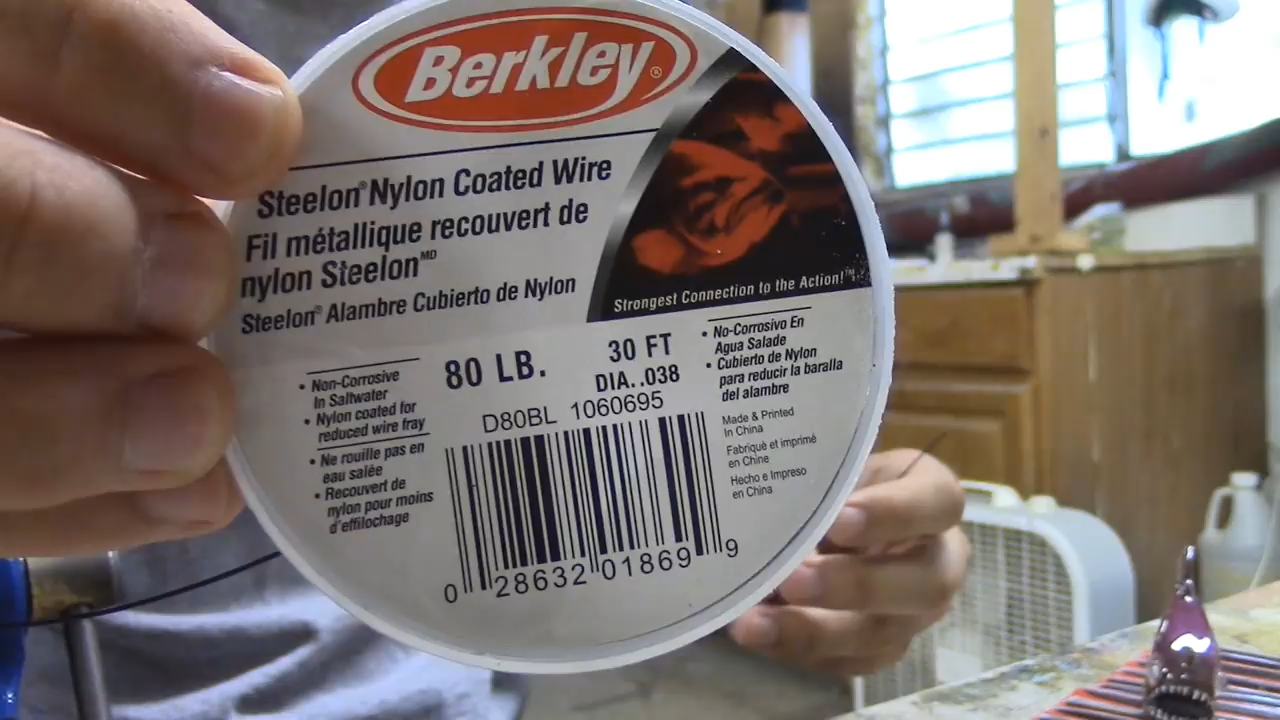 Berkley®
Steelon® Nylon Coated Wire
Fil métallique recouvert de
nylon Steelon MD
Steelon® Alambre Cubierto de Nylon
Strongest Connection to the Action!™
• Non-Corrosive
In Saltwater
• Nylon coated for
reduced wire fray
• Ne rouille pas en
eau salée
• Recouvert de
nylon pour moins
d'effilochage
80 LB.
30 FT
DIA. .038
D80BL 1060695
0 28632 01869 9
• No-Corrosivo En
Agua Salade
• Cubierto de Nylon
para reducir la baralla
del alambre
Made & Printed
In China
Fabriqué et imprimé
en Chine
Hecho e Impreso
en China